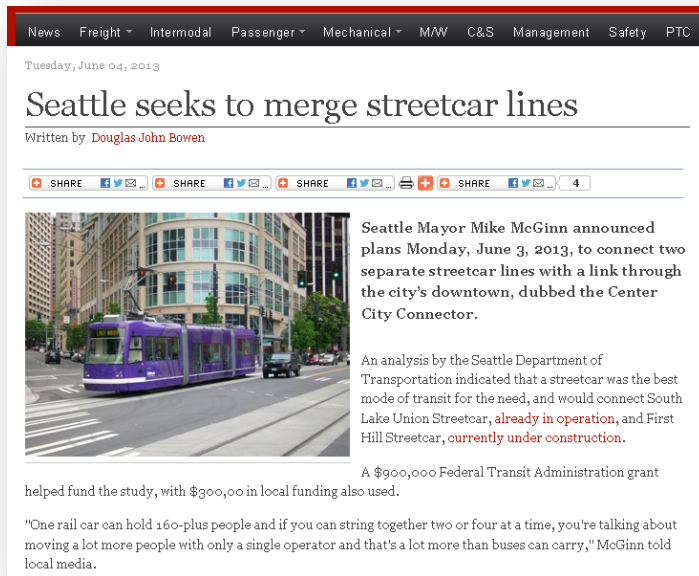 News Freight Intermodal Passenger Mechanical M/W C&S Management Safety PTC
Tuesday, June 04, 2013
Seattle seeks to merge streetcar lines
Written by Douglas John Bowen
SHARE ... SHARE ... SHARE ... SHARE ... 4
Seattle Mayor Mike McGinn announced
plans Monday, June 3, 2013, to connect two
separate streetcar lines with a link through
the city's downtown, dubbed the Center
City Connector.
An analysis by the Seattle Department of
Transportation indicated that a streetcar was the best
mode of transit for the need, and would connect South
Lake Union Streetcar, already in operation, and First
Hill Streetcar, currently under construction.
A $900,000 Federal Transit Administration grant
helped fund the study, with $300,00 in local funding also used.
"One rail car can hold 160-plus people and if you can string together two or four at a time, you're talking about
moving a lot more people with only a single operator and that's a lot more than buses can carry," McGinn told
local media.